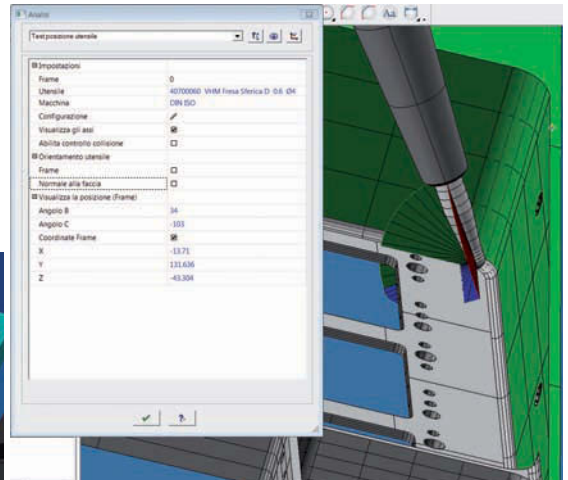 Analisi
Test posizione utensile
Impostazioni
Frame 0
Utensile 40700060 VHM Fresa Sferica D 0.6 Ø4
Macchina DIN ISO
Configurazione
Visualizza gli assi
Abilita controllo collisione
Orientamento utensile
Frame
Normale alla faccia
Visualizza la posizione (Frame)
Angolo B 34
Angolo C -103
Coordinate Frame
X -13.71
Y 131.636
Z -43.304
?
Aa